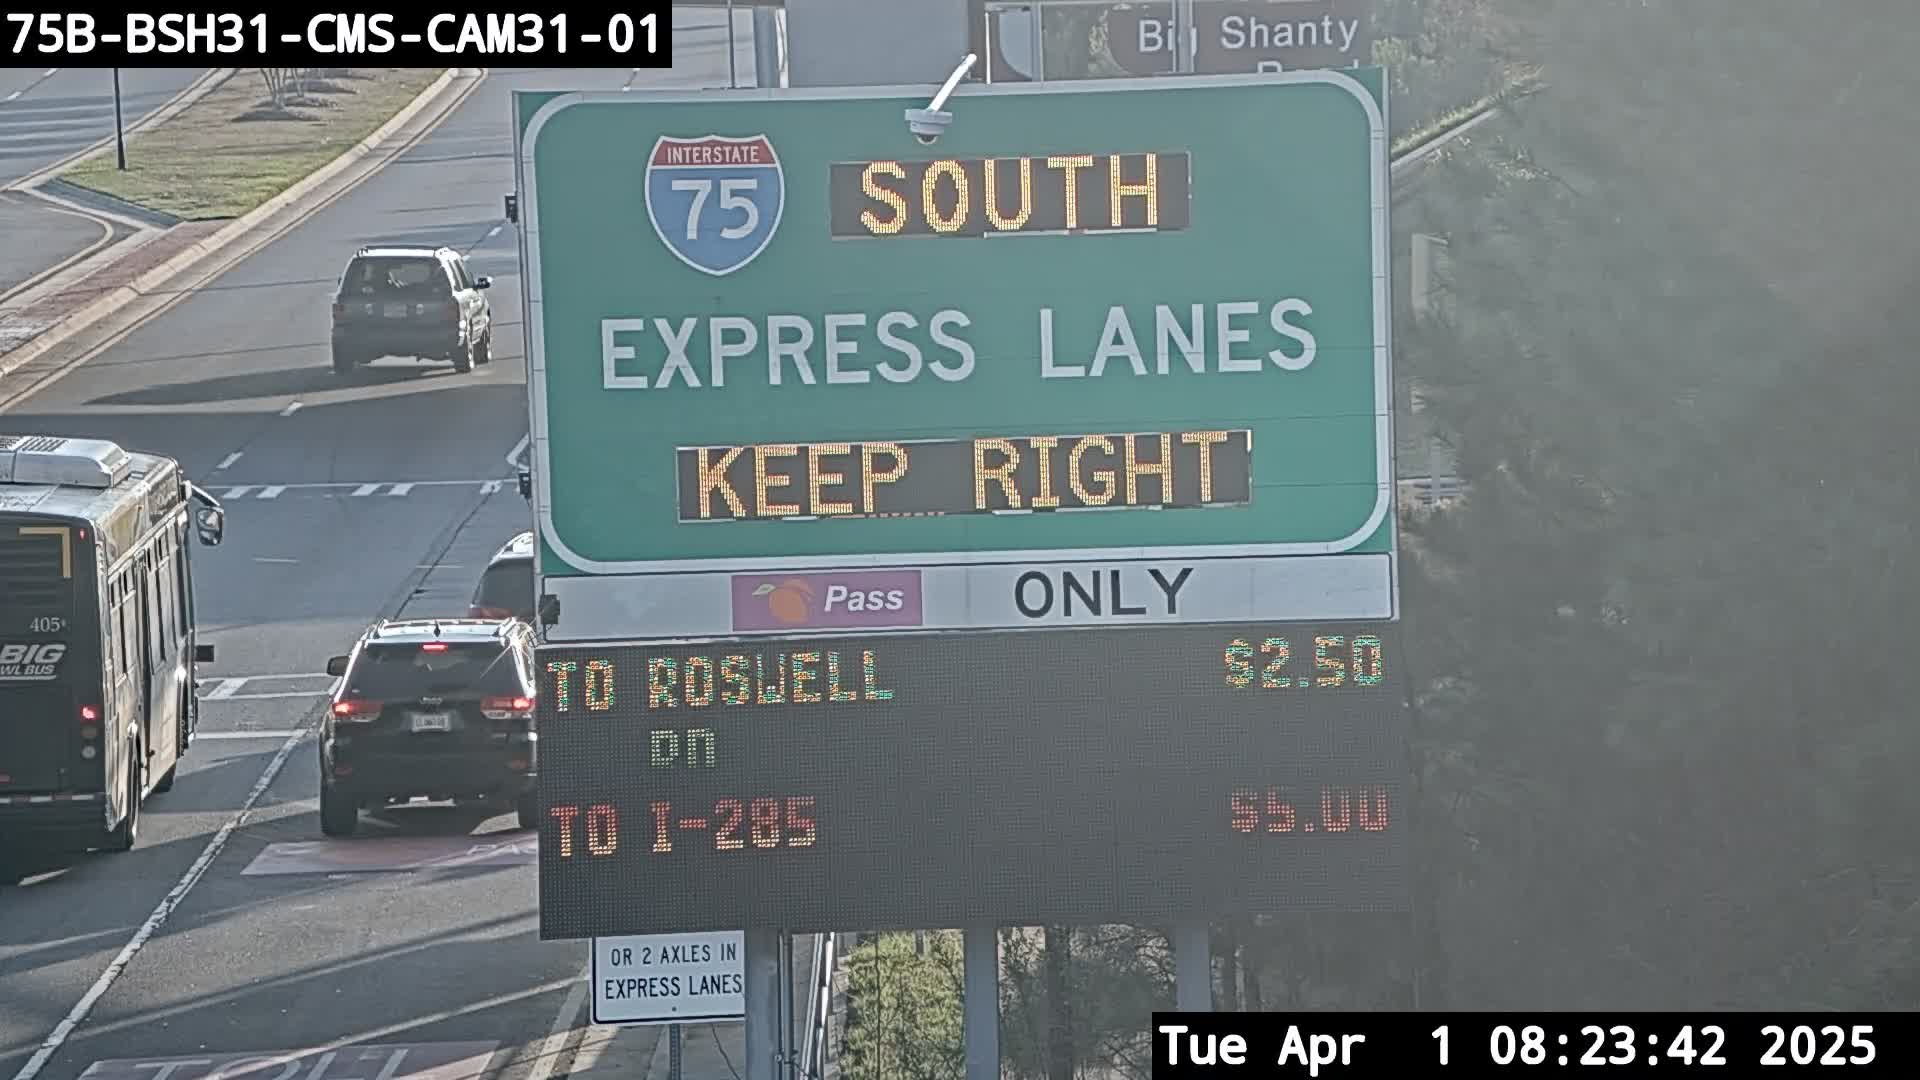 75B-BSH31-CMS-CAM31-01
Big Shanty
INTERSTATE
75
SOUTH
EXPRESS LANES
KEEP RIGHT
Pass
ONLY
TO ROSWELL $2.50
TO I-285 $5.00
405
BIG
WL BUS
OR 2 AXLES IN
EXPRESS LANES
Tue Apr 1 08:23:42 2025